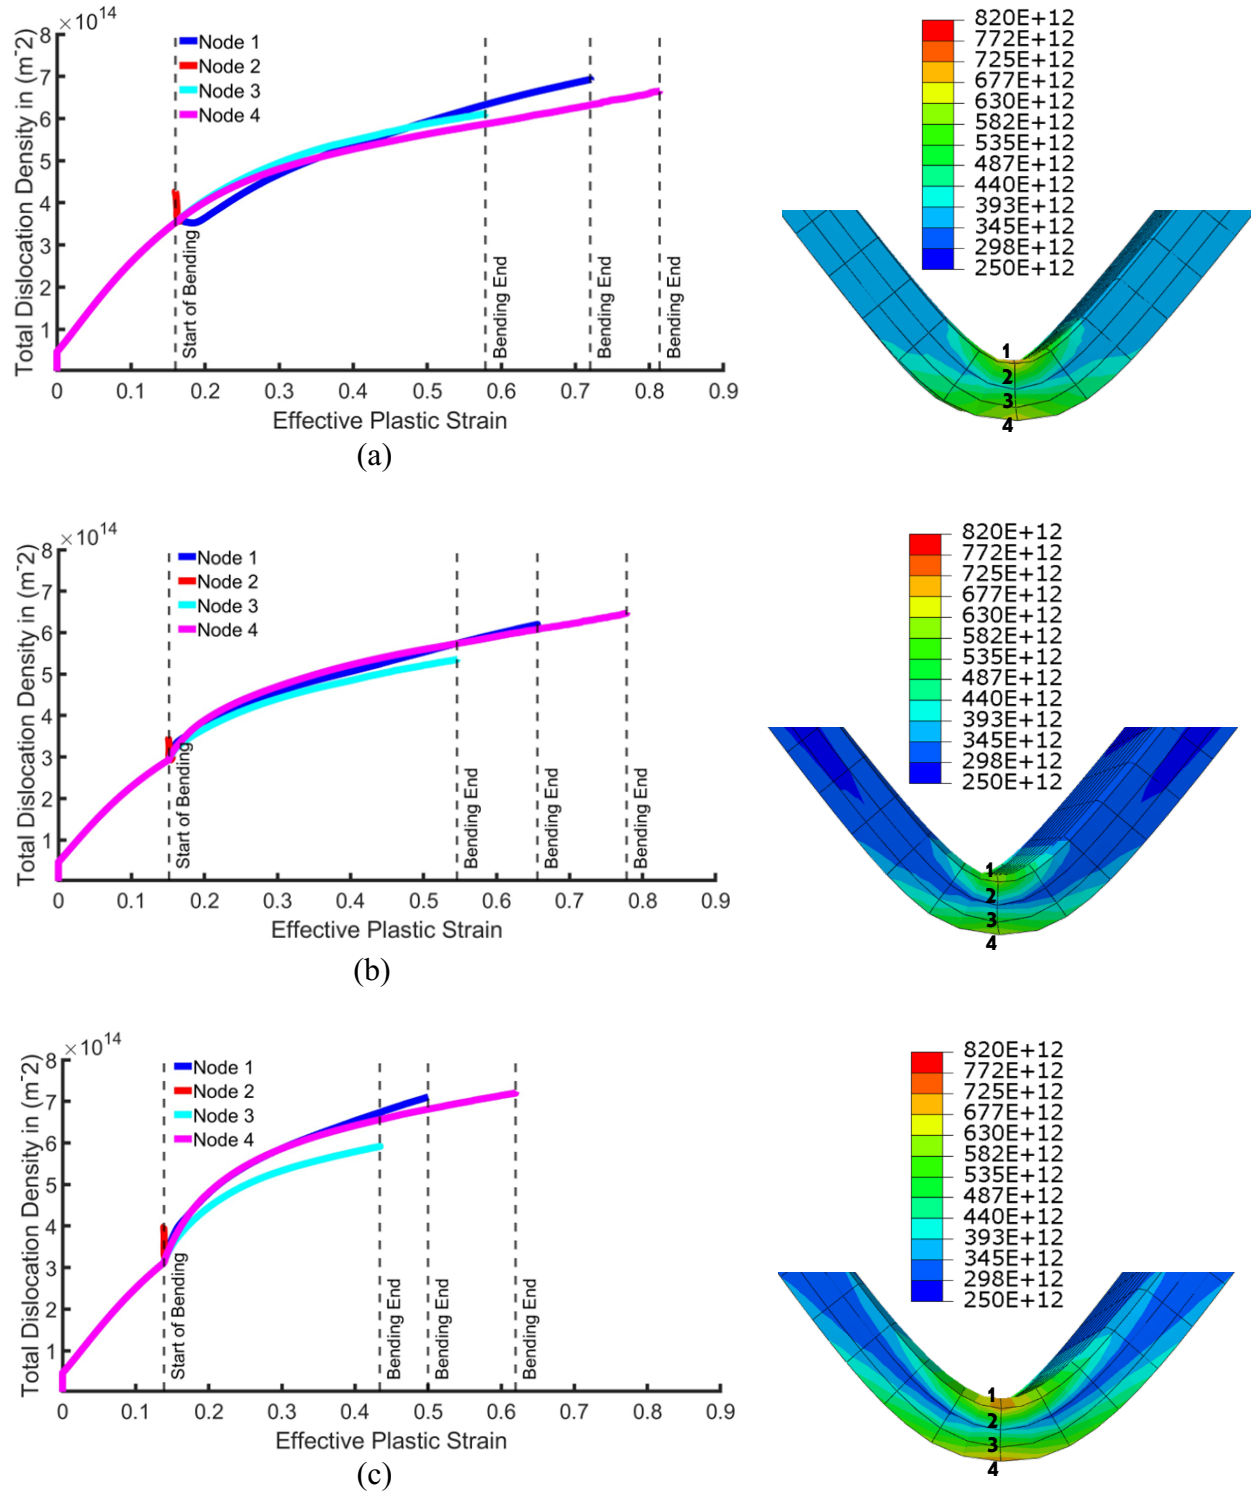 ×10^14
8
7
6
5
4
3
2
1
Total Dislocation Density in (m^-2)
Node 1
Node 2
Node 3
Node 4
Start of Bending
Bending End
Bending End
Bending End
0 0.1 0.2 0.3 0.4 0.5 0.6 0.7 0.8 0.9
Effective Plastic Strain
820E+12
772E+12
725E+12
677E+12
630E+12
582E+12
535E+12
487E+12
440E+12
393E+12
345E+12
298E+12
250E+12
1
2
3
4
(a)
×10^14
8
7
6
5
4
3
2
1
Total Dislocation Density in (m^-2)
Node 1
Node 2
Node 3
Node 4
Start of Bending
Bending End
Bending End
Bending End
0 0.1 0.2 0.3 0.4 0.5 0.6 0.7 0.8 0.9
Effective Plastic Strain
820E+12
772E+12
725E+12
677E+12
630E+12
582E+12
535E+12
487E+12
440E+12
393E+12
345E+12
298E+12
250E+12
1
2
3
4
(b)
×10^14
8
7
6
5
4
3
2
1
Total Dislocation Density in (m^-2)
Node 1
Node 2
Node 3
Node 4
Start of Bending
Bending End
Bending End
Bending End
0 0.1 0.2 0.3 0.4 0.5 0.6 0.7 0.8 0.9
Effective Plastic Strain
820E+12
772E+12
725E+12
677E+12
630E+12
582E+12
535E+12
487E+12
440E+12
393E+12
345E+12
298E+12
250E+12
1
2
3
4
(c)